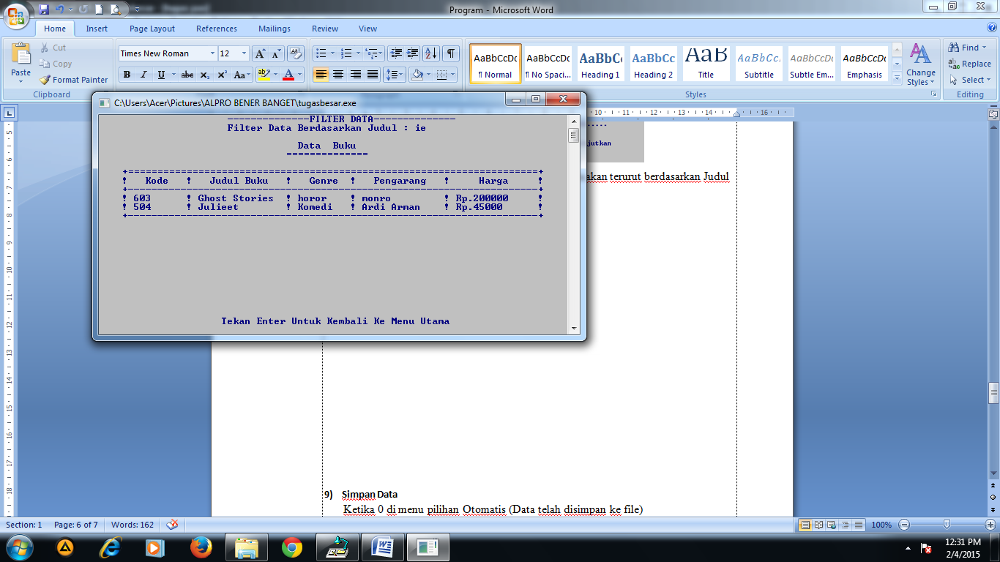 Program - Microsoft Word
Home Insert Page Layout References Mailings Review View
Paste
Cut
Copy
Format Painter
Clipboard
Times New Roman 12
AaBbCcDc AaBbCcDc AaBbCc AaBbCc AaB AaBbCc. AaBbCcDc AaBbCcDc
¶ Normal ¶ No Spaci... Heading 1 Heading 2 Title Subtitle Subtle Em... Emphasis
Change Styles
Styles
Find
Replace
Select
Editing
C:\Users\Acer\Pictures\ALPRO BENER BANGET\tugasbesar.exe
--------------FILTER DATA--------------
Filter Data Berdasarkan Judul : ie
Data Buku
==============
! Kode ! Judul Buku ! Genre ! Pengarang ! Harga !
! 603 ! Ghost Stories ! horor ! monro ! Rp.200000 !
! 504 ! Julieet ! Komedi ! Ardi Arman ! Rp.45000 !
Tekan Enter Untuk Kembali Ke Menu Utama
jutkan
akan terurut berdasarkan Judul
9) Simpan Data
Ketika 0 di menu pilihan Otomatis (Data telah disimpan ke file)
Section: 1 Page: 6 of 7 Words: 162 100%
12:31 PM
2/4/2015